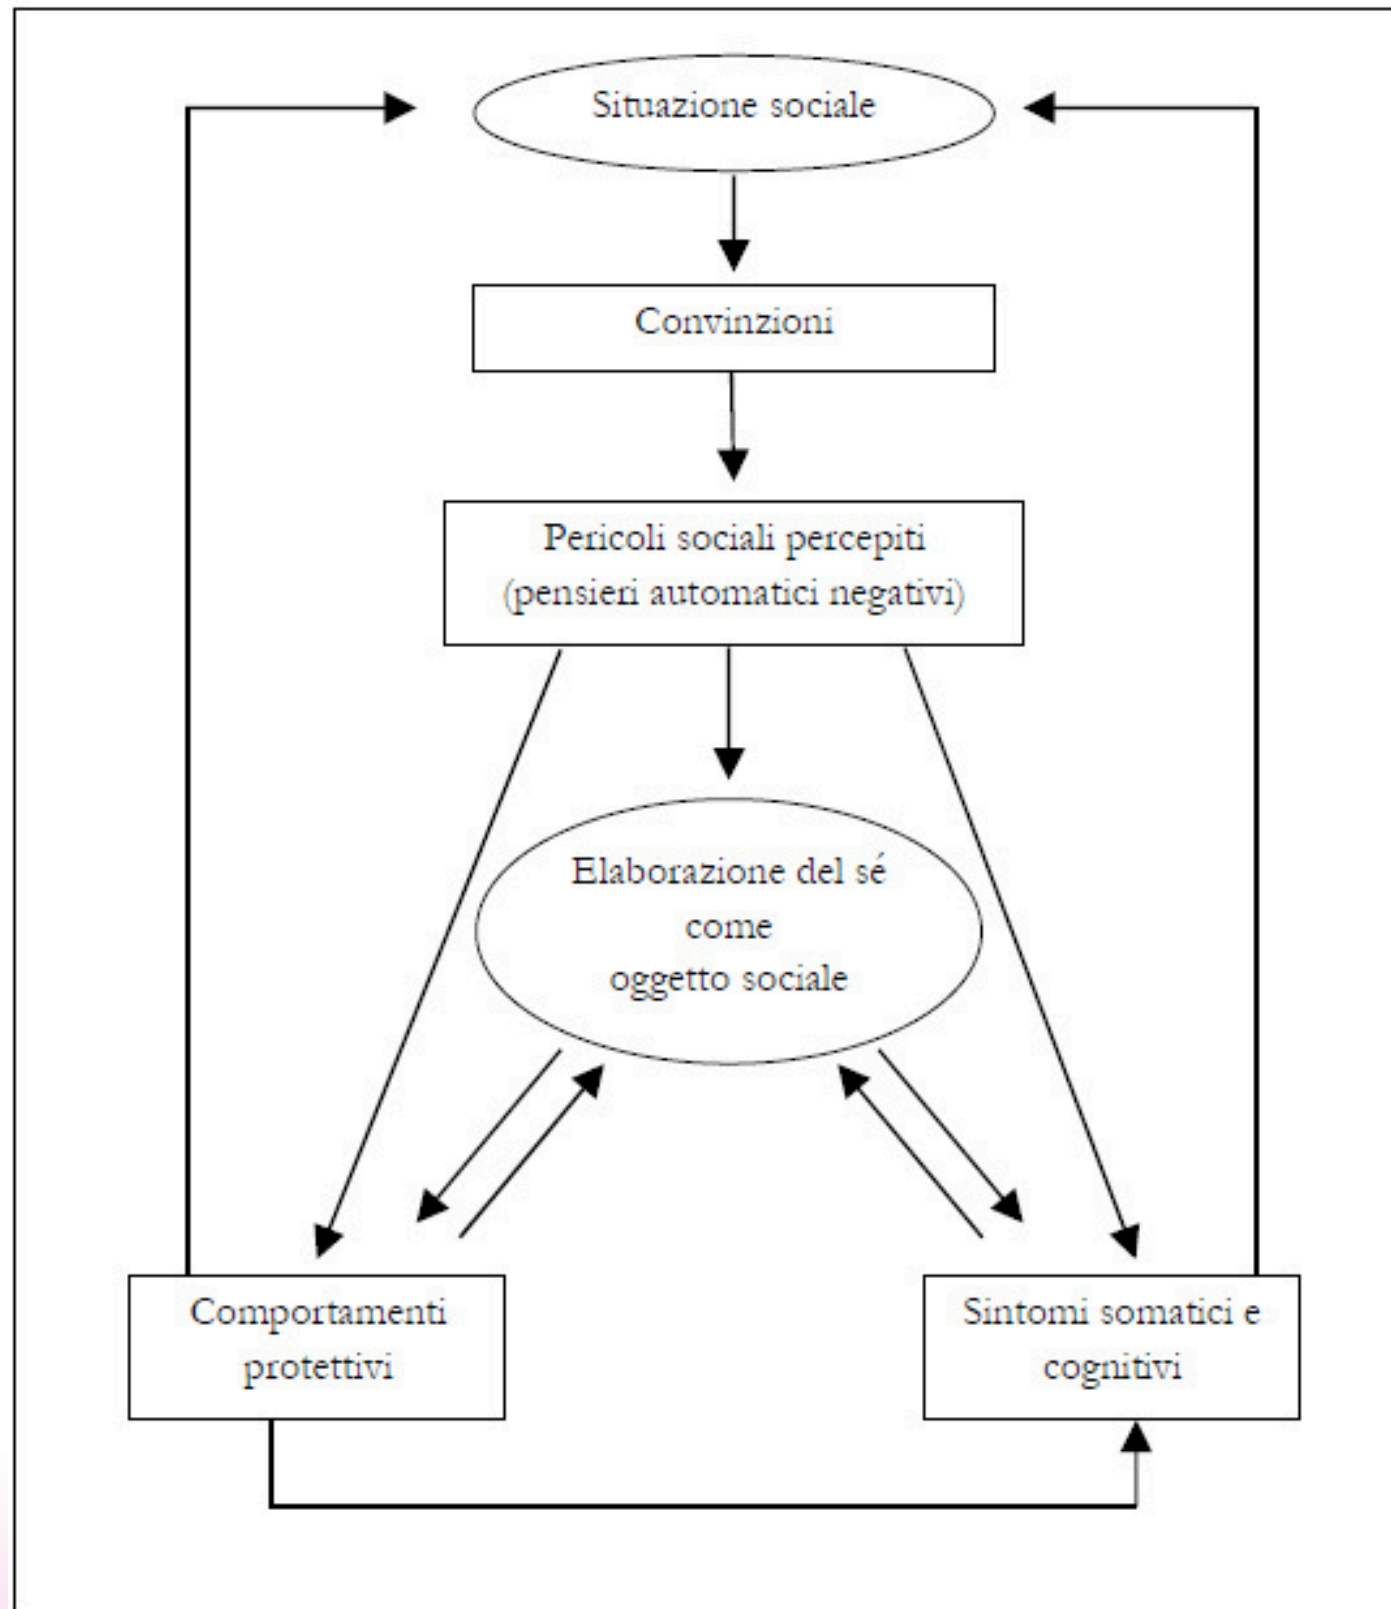 Situazione sociale
Convinzioni
Pericoli sociali percepiti
(pensieri automatici negativi)
Elaborazione del sé
come
oggetto sociale
Comportamenti
protettivi
Sintomi somatici e
cognitivi